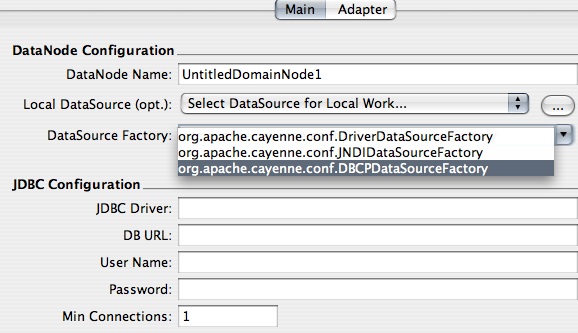 Main Adapter
DataNode Configuration
DataNode Name: UntitledDomainNode1
Local DataSource (opt.): Select DataSource for Local Work... ...
DataSource Factory:
org.apache.cayenne.conf.DriverDataSourceFactory
org.apache.cayenne.conf.JNDIDataSourceFactory
org.apache.cayenne.conf.DBCPDataSourceFactory
JDBC Configuration
JDBC Driver:
DB URL:
User Name:
Password:
Min Connections: 1